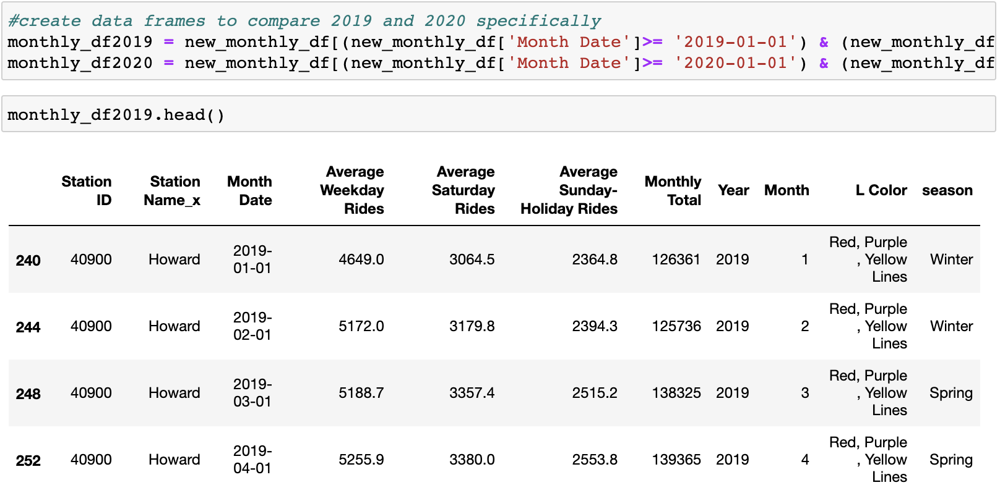 #create data frames to compare 2019 and 2020 specifically
monthly_df2019 = new_monthly_df[(new_monthly_df['Month Date']>= '2019-01-01') & (new_monthly_df
monthly_df2020 = new_monthly_df[(new_monthly_df['Month Date']>= '2020-01-01') & (new_monthly_df
monthly_df2019.head()
Station ID Station Name_x Month Date Average Weekday Rides Average Saturday Rides Average Sunday-Holiday Rides Monthly Total Year Month L Color season
240 40900 Howard 2019-01-01 4649.0 3064.5 2364.8 126361 2019 1 Red, Purple , Yellow Lines Winter
244 40900 Howard 2019-02-01 5172.0 3179.8 2394.3 125736 2019 2 Red, Purple , Yellow Lines Winter
248 40900 Howard 2019-03-01 5188.7 3357.4 2515.2 138325 2019 3 Red, Purple , Yellow Lines Spring
252 40900 Howard 2019-04-01 5255.9 3380.0 2553.8 139365 2019 4 Red, Purple , Yellow Lines Spring